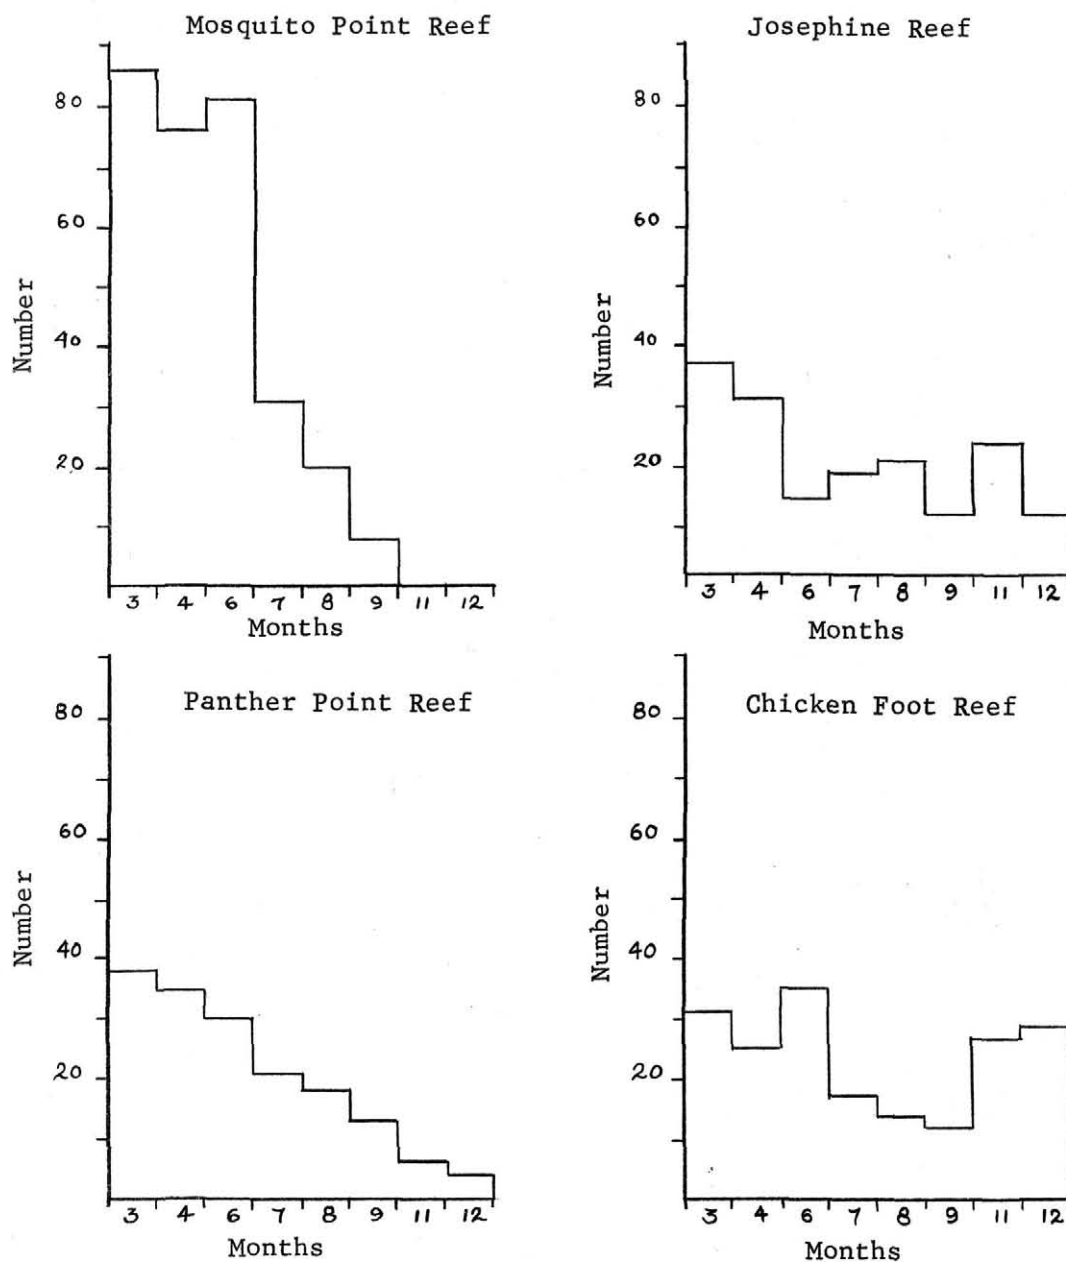 Mosquito Point Reef
Number
80
60
40
20
3 4 6 7 8 9 11 12
Months
Josephine Reef
Number
80
60
40
20
3 4 6 7 8 9 11 12
Months
Panther Point Reef
Number
80
60
40
20
3 4 6 7 8 9 11 12
Months
Chicken Foot Reef
Number
80
60
40
20
3 4 6 7 8 9 11 12
Months